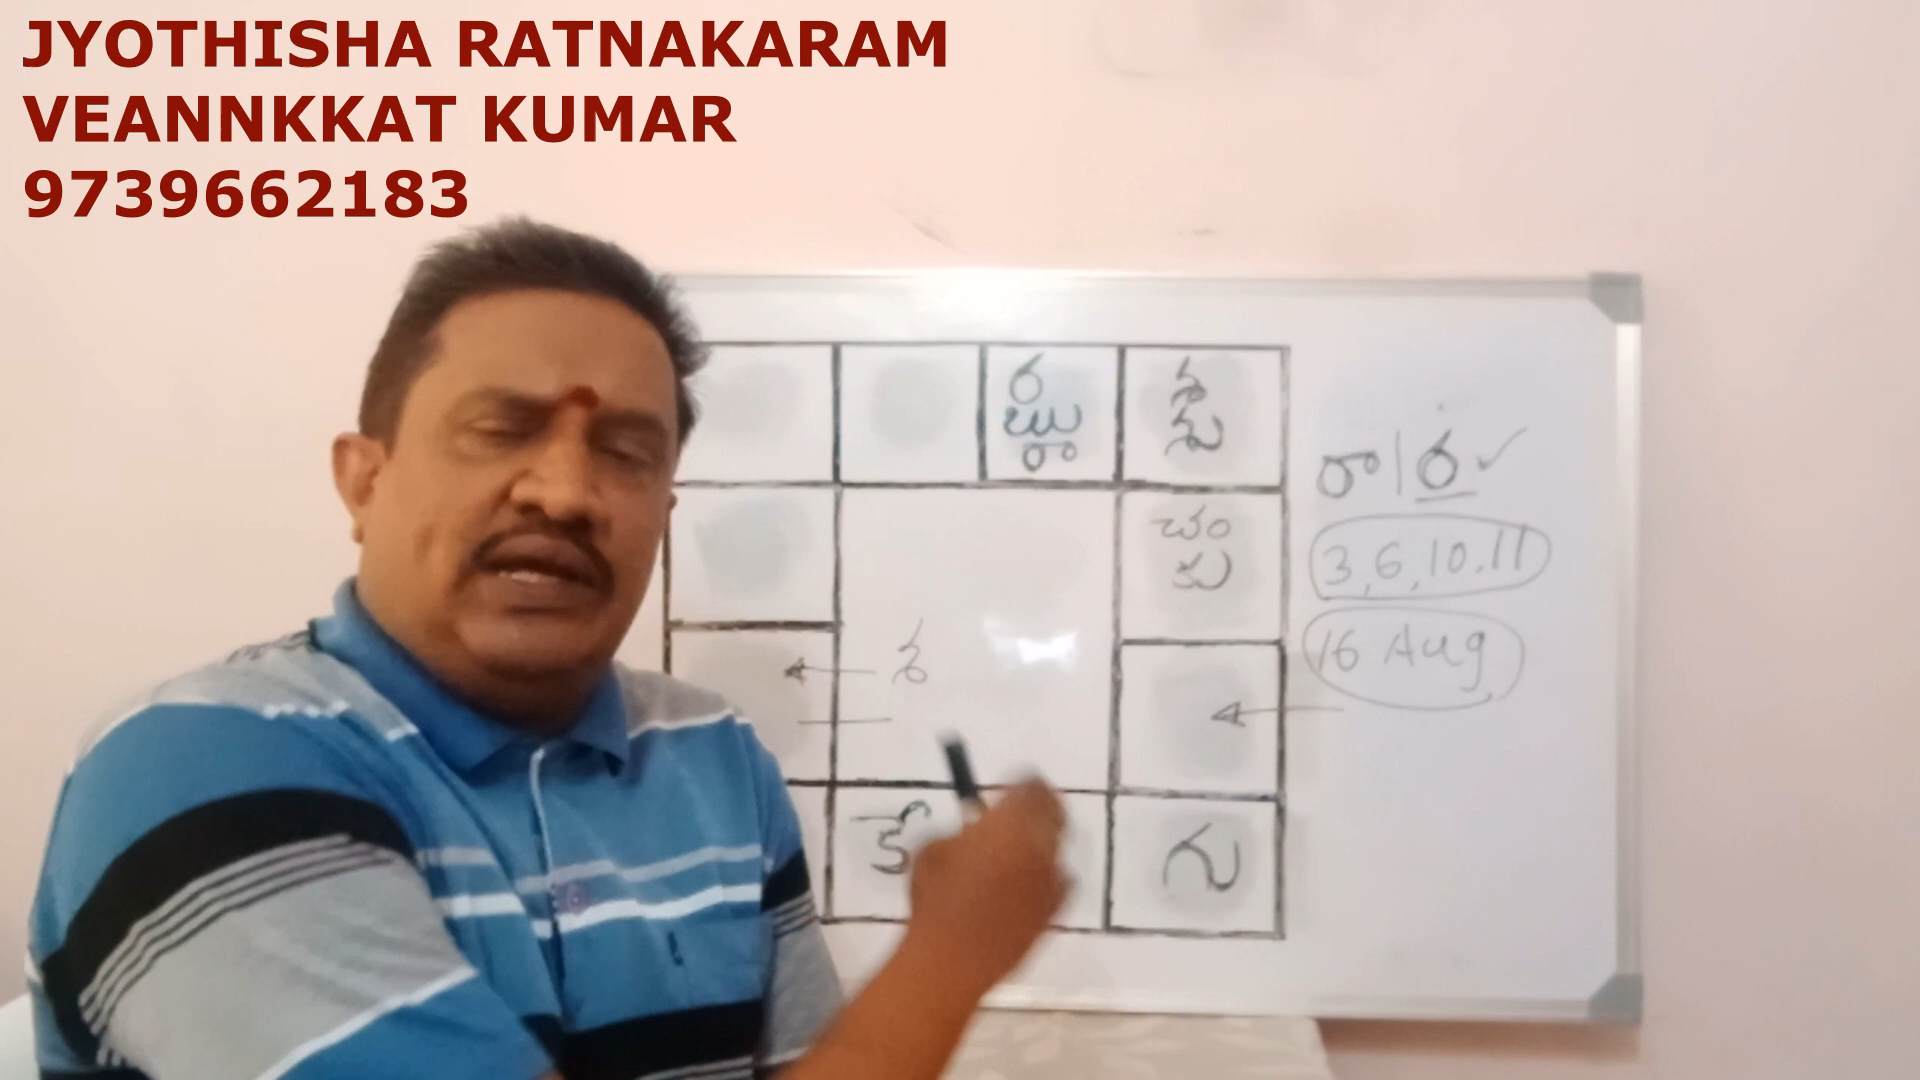 JYOTHISHA RATNAKARAM
VEANNKKAT KUMAR
9739662183
ర
బు
రా
శు
రా | ర ✓
చం
కు
3, 6, 10, 11
శ
16 Aug
కే
గు